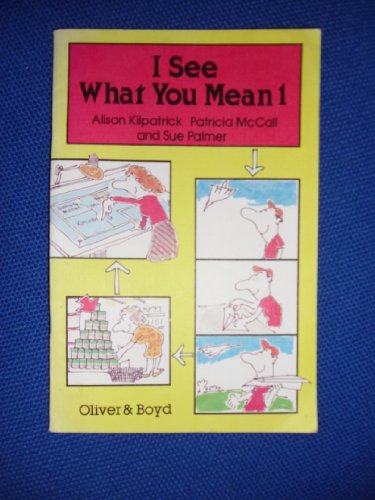 I See
What You Mean 1
Alison Kilpatrick Patricia McCall
and Sue Palmer
Oliver & Boyd